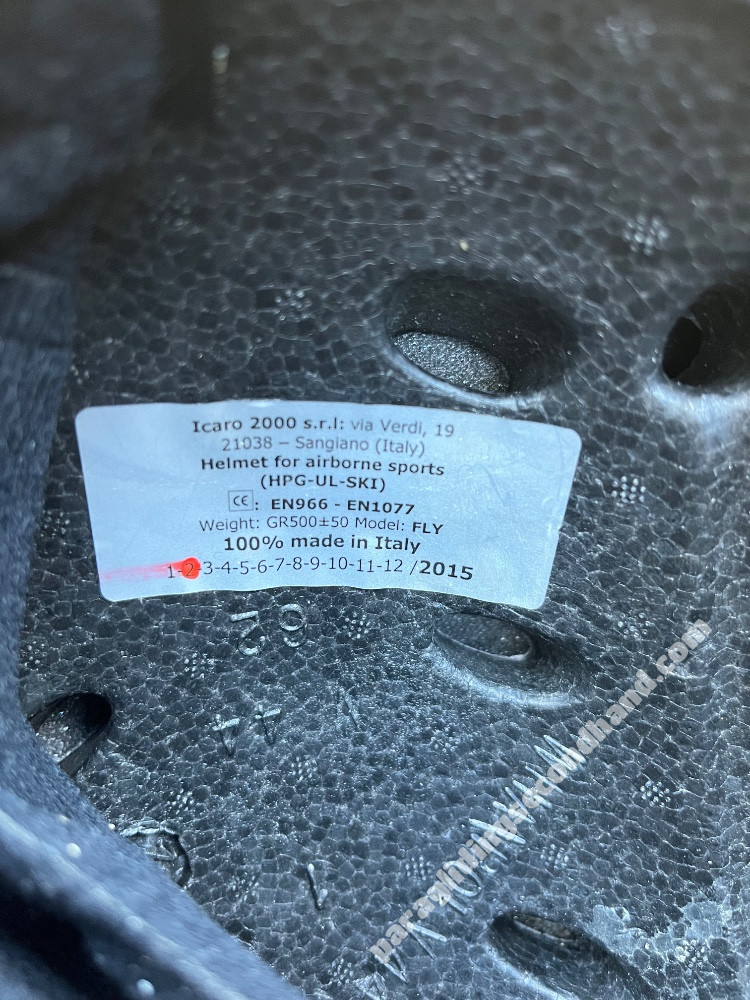 Icaro 2000 s.r.l: via Verdi, 19
21038 – Sangiano (Italy)
Helmet for airborne sports
(HPG-UL-SKI)
CE: EN966 - EN1077
Weight: GR500±50 Model: FLY
100% made in Italy
1-2-3-4-5-6-7-8-9-10-11-12 /2015
paraglidingsecondhand.com